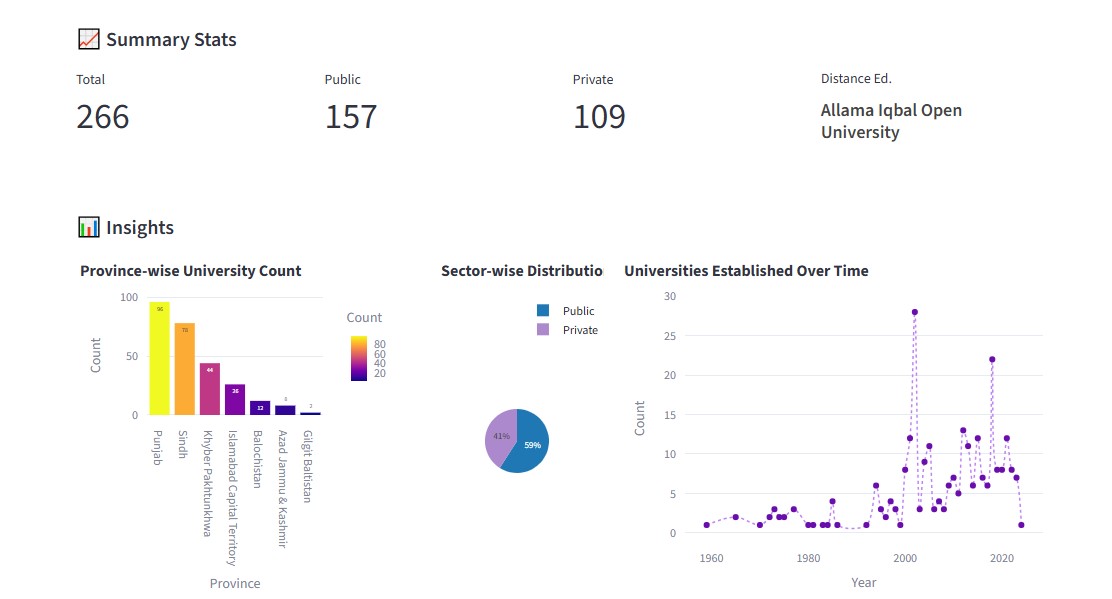 Summary Stats
Total
266
Public
157
Private
109
Distance Ed.
Allama Iqbal Open
University
Insights
Province-wise University Count
100
50
0
Count
96
78
44
26
12
8
2
Punjab
Sindh
Khyber Pakhtunkhwa
Islamabad Capital Territory
Balochistan
Azad Jammu & Kashmir
Gilgit Baltistan
Province
Count
80
60
40
20
Sector-wise Distributio
Public
Private
41%
59%
Universities Established Over Time
30
25
20
15
10
5
0
Count
1960
1980
2000
2020
Year